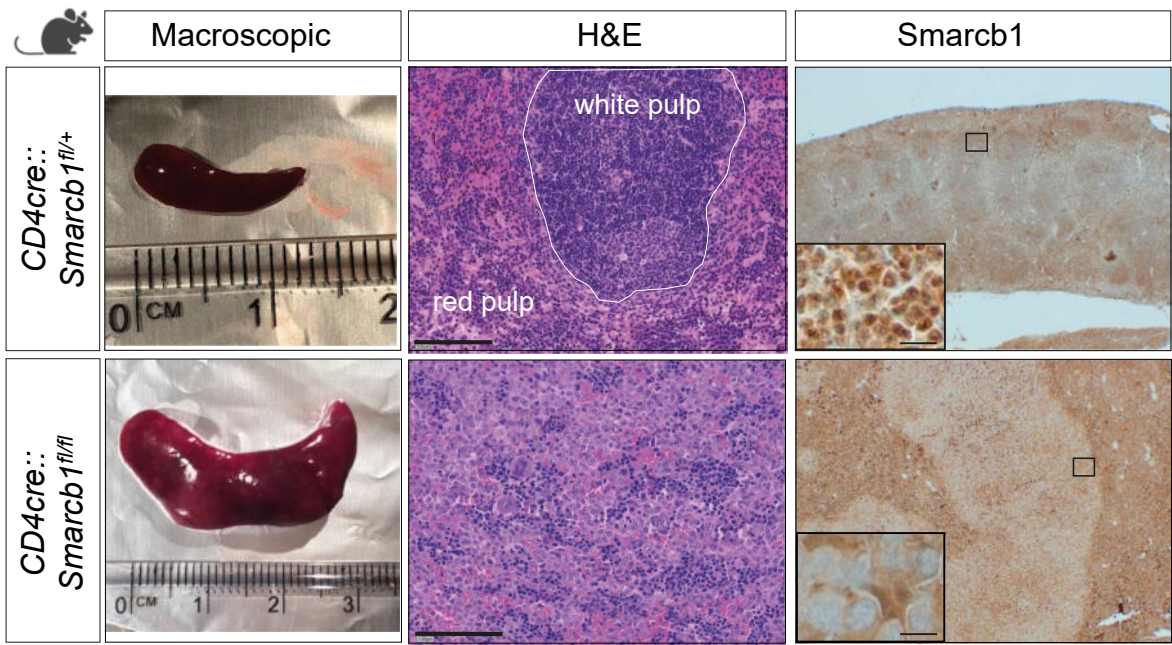 Macroscopic
H&E
Smarcb1
CD4cre::
Smarcb1fl/+
white pulp
red pulp
0 CM 1 2
CD4cre::
Smarcb1fl/fl
0 CM 1 2 3